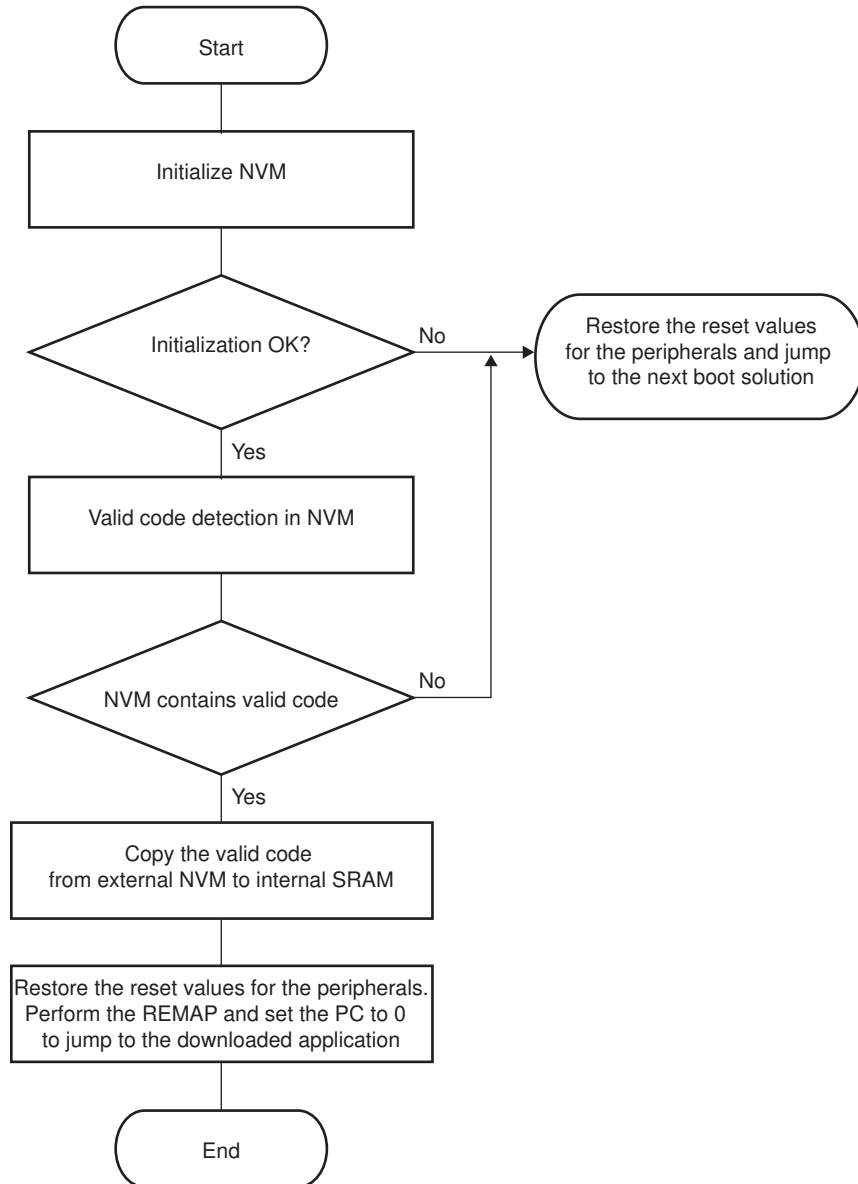 Start
Initialize NVM
Initialization OK?
No
Restore the reset values
for the peripherals and jump
to the next boot solution
Yes
Valid code detection in NVM
NVM contains valid code
No
Yes
Copy the valid code
from external NVM to internal SRAM
Restore the reset values for the peripherals.
Perform the REMAP and set the PC to 0
to jump to the downloaded application
End